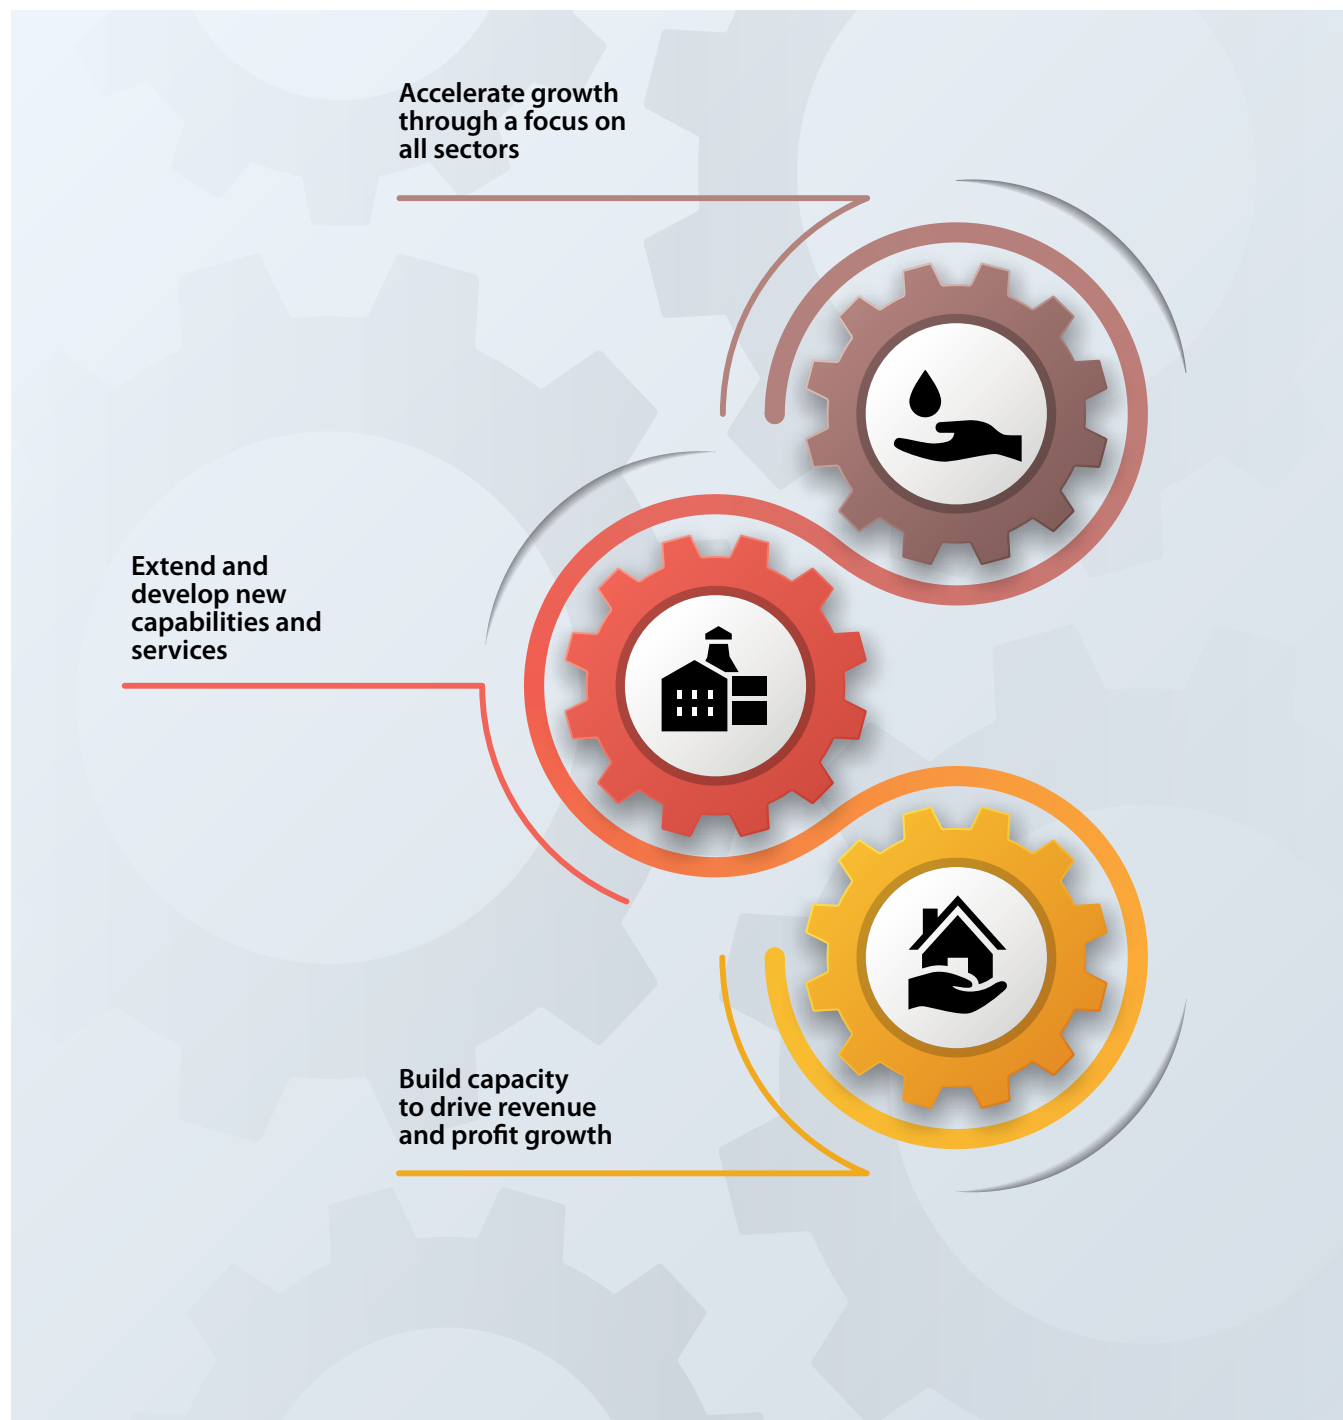 Accelerate growth
through a focus on
all sectors
Extend and
develop new
capabilities and
services
Build capacity
to drive revenue
and profit growth